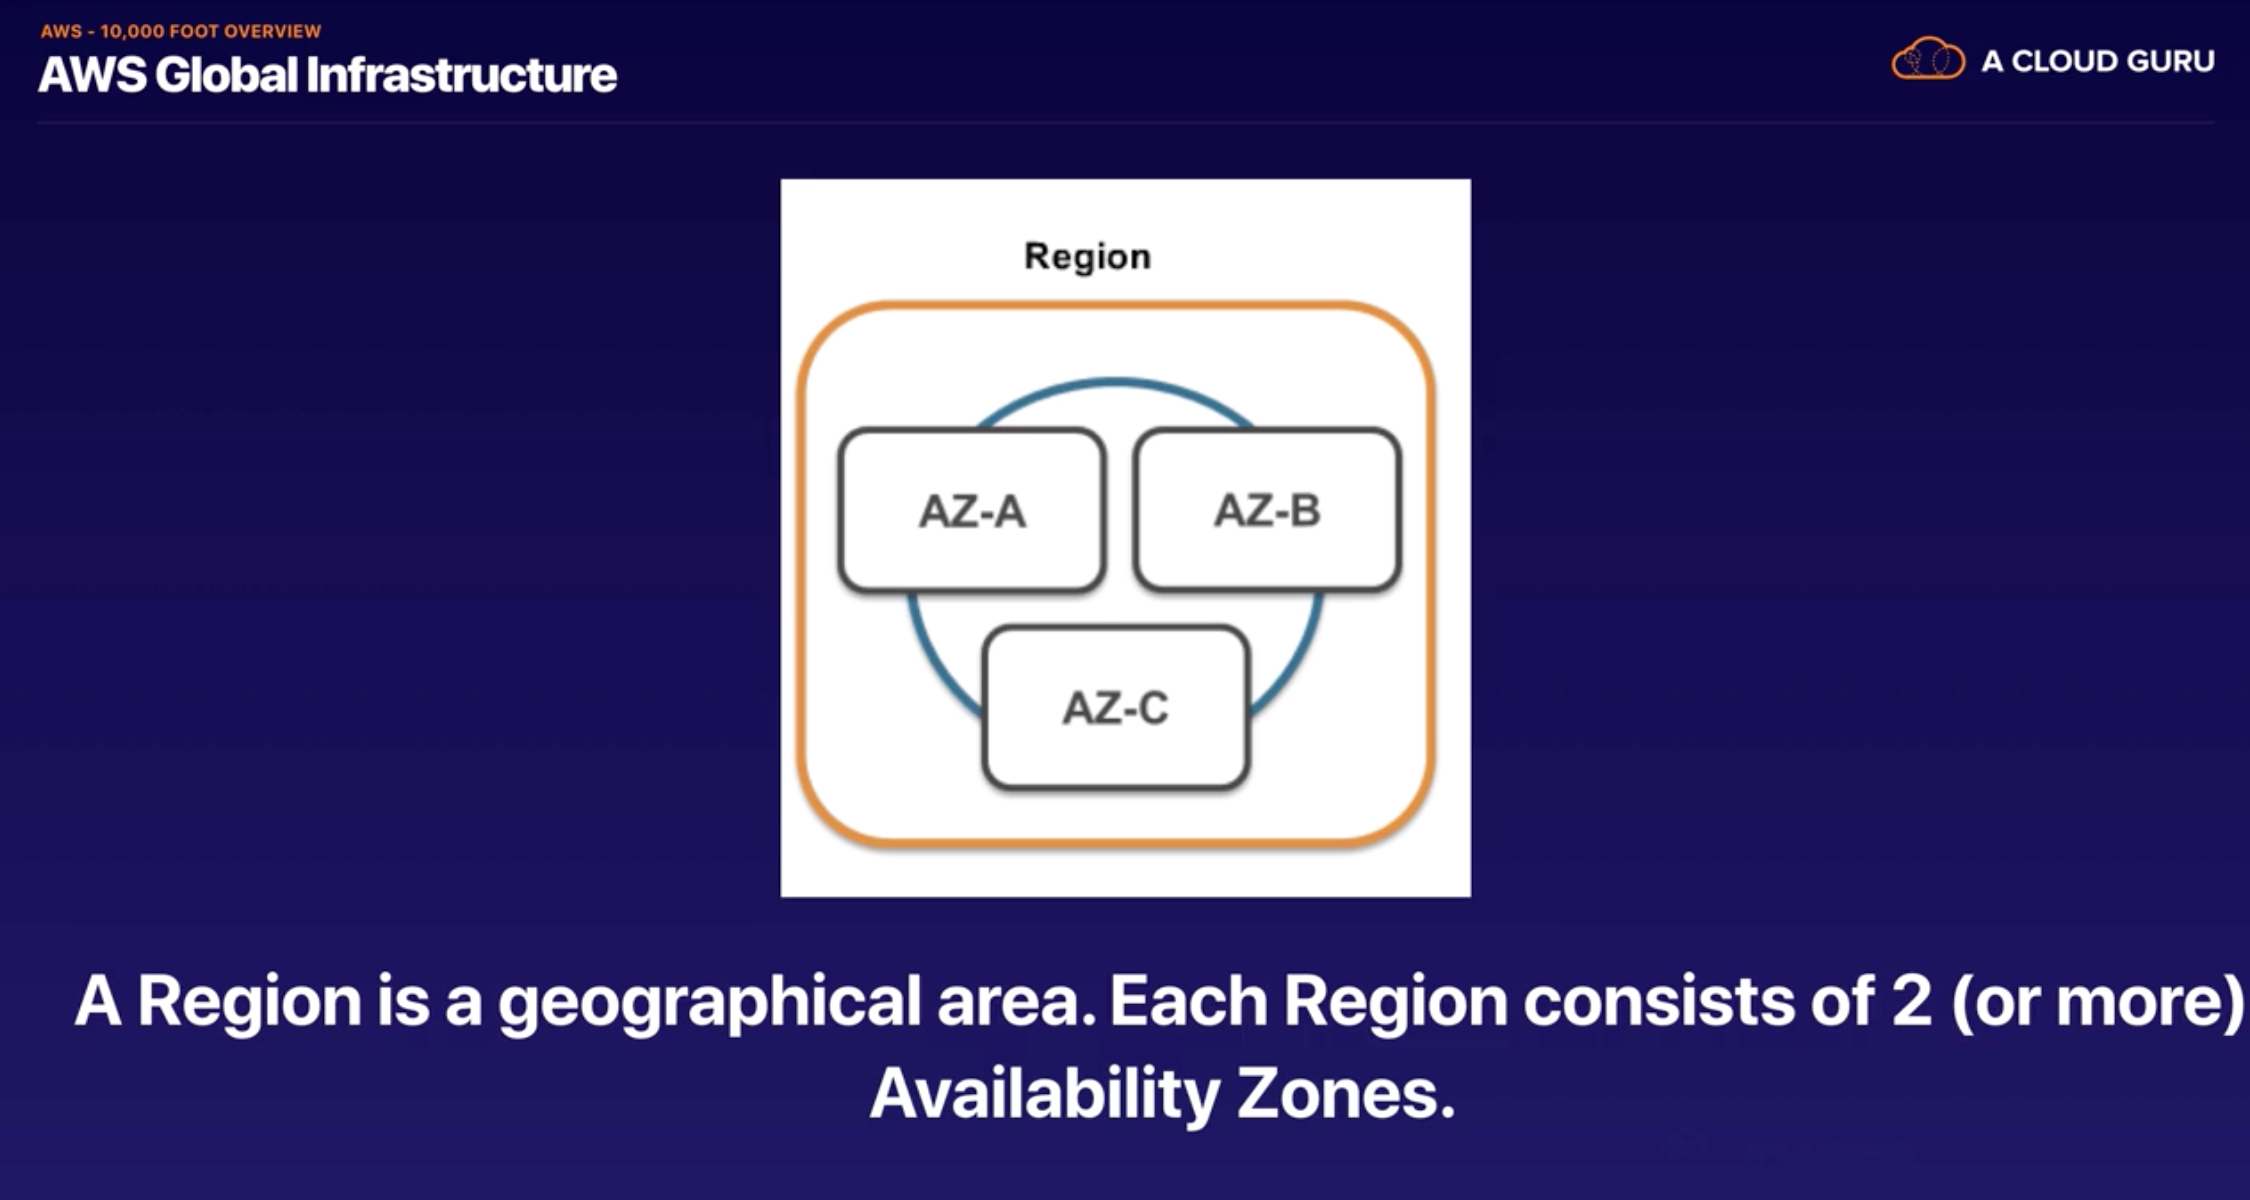 AWS - 10,000 FOOT OVERVIEW
AWS Global Infrastructure
A CLOUD GURU
Region
AZ-A
AZ-B
AZ-C
A Region is a geographical area. Each Region consists of 2 (or more)
Availability Zones.